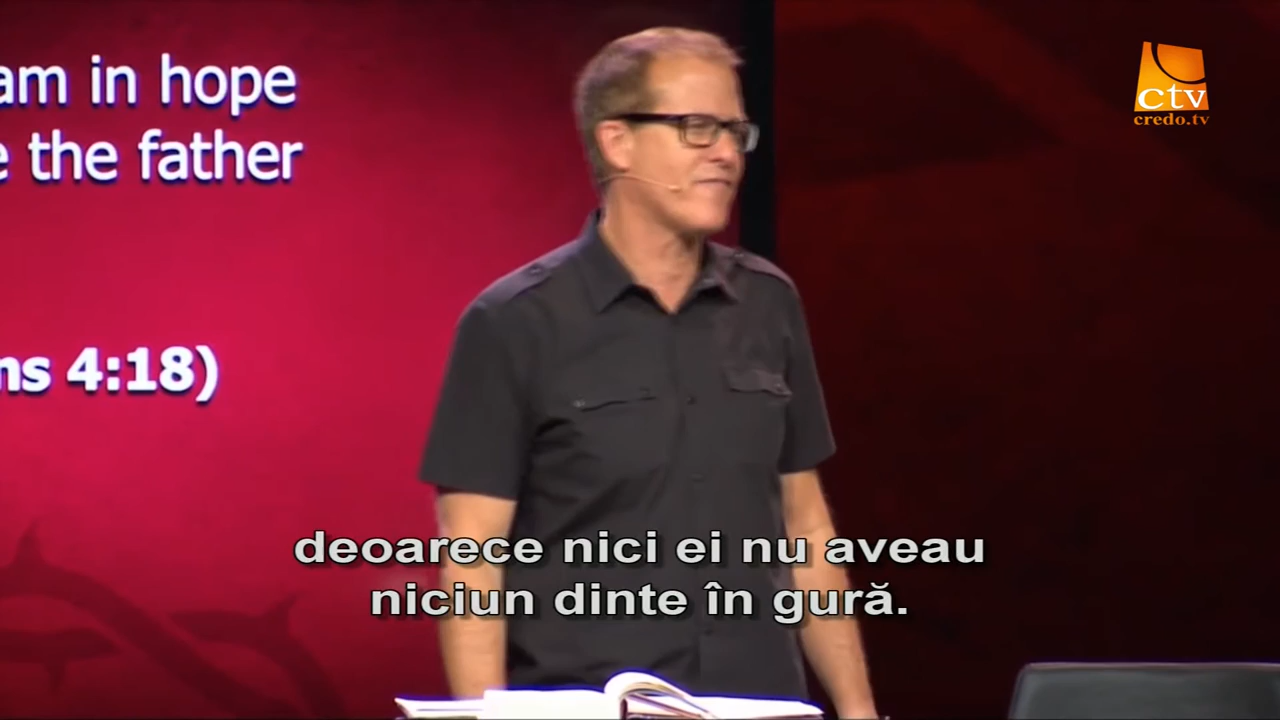 am in hope
the father
4:18)
ctv
credo.tv
deoarece nici ei nu aveau
niciun dinte în gură.